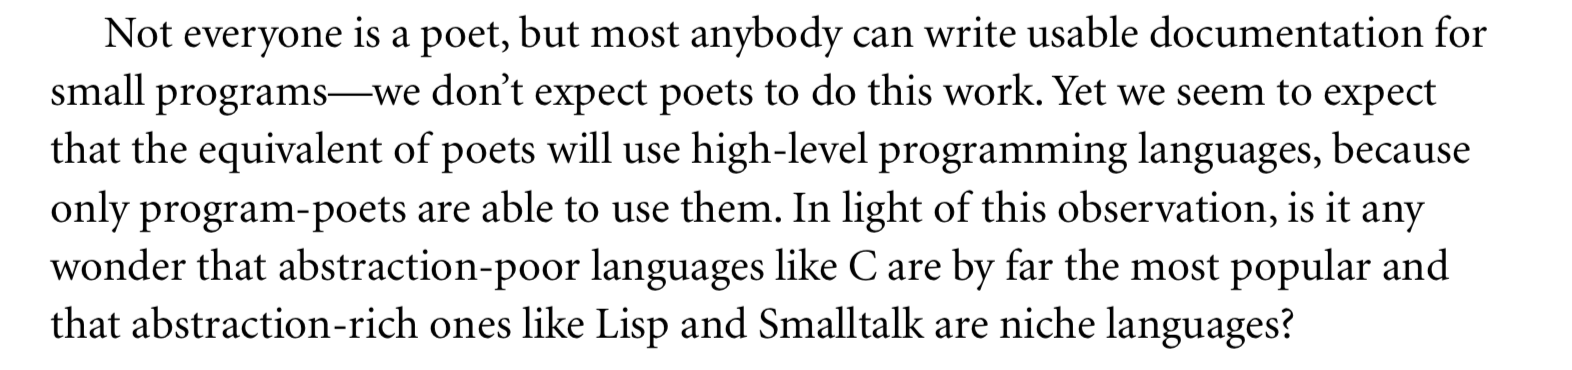 Not everyone is a poet, but most anybody can write usable documentation for
small programs—we don’t expect poets to do this work. Yet we seem to expect
that the equivalent of poets will use high-level programming languages, because
only program-poets are able to use them. In light of this observation, is it any
wonder that abstraction-poor languages like C are by far the most popular and
that abstraction-rich ones like Lisp and Smalltalk are niche languages?